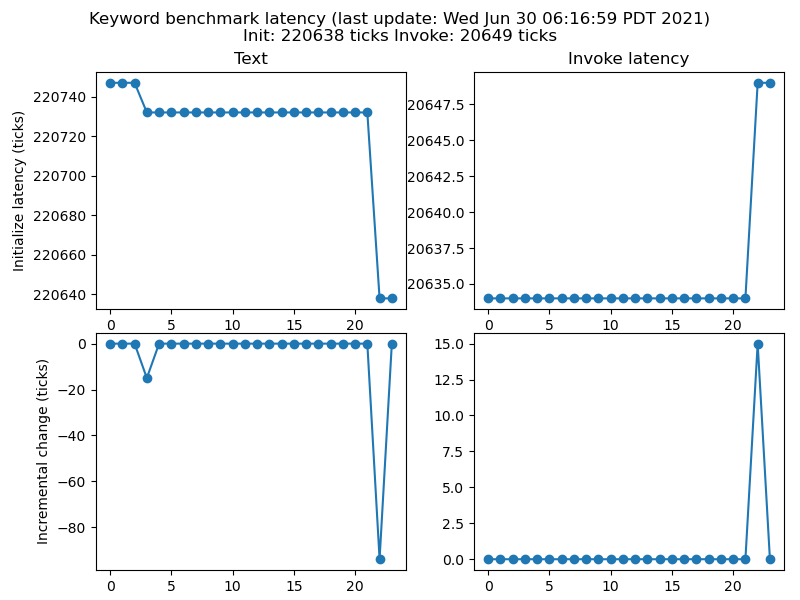 Keyword benchmark latency (last update: Wed Jun 30 06:16:59 PDT 2021)
Init: 220638 ticks Invoke: 20649 ticks
Text
Invoke latency
Initialize latency (ticks)
220740
220720
220700
220680
220660
220640
0 5 10 15 20
20647.5
20645.0
20642.5
20640.0
20637.5
20635.0
0 5 10 15 20
Incremental change (ticks)
0
−20
−40
−60
−80
0 5 10 15 20
15.0
12.5
10.0
7.5
5.0
2.5
0.0
0 5 10 15 20